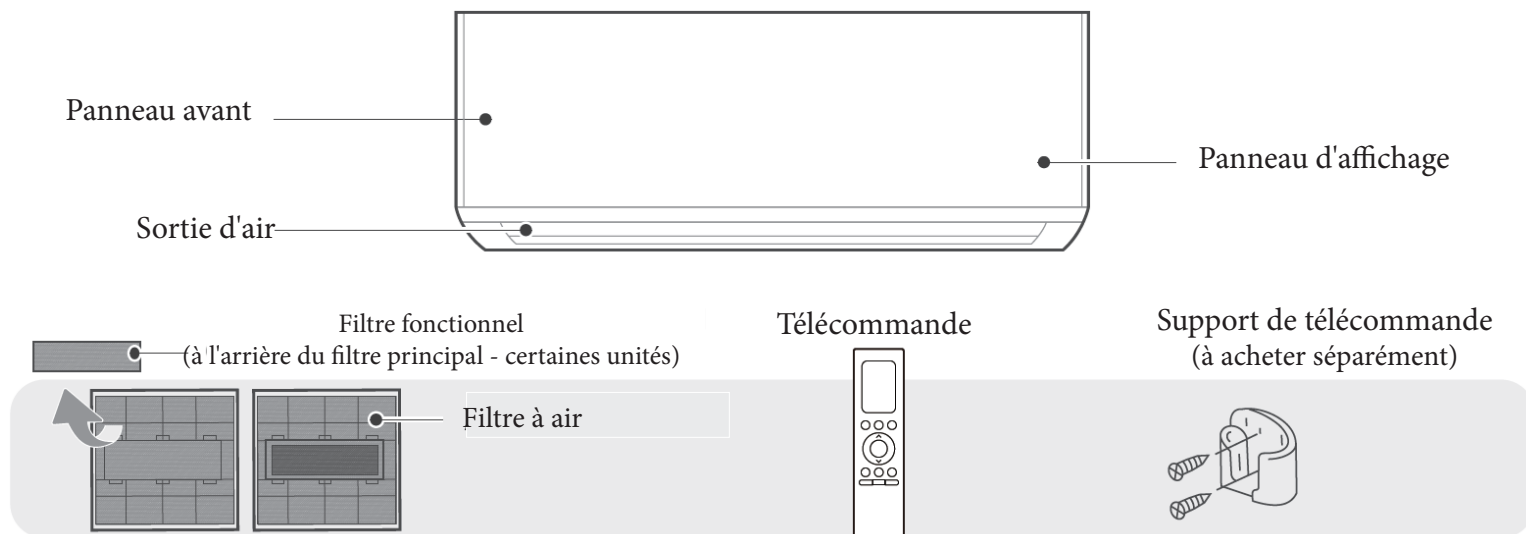 Panneau avant
Panneau d'affichage
Sortie d'air
Filtre fonctionnel
(à l'arrière du filtre principal - certaines unités)
Télécommande
Support de télécommande
(à acheter séparément)
Filtre à air